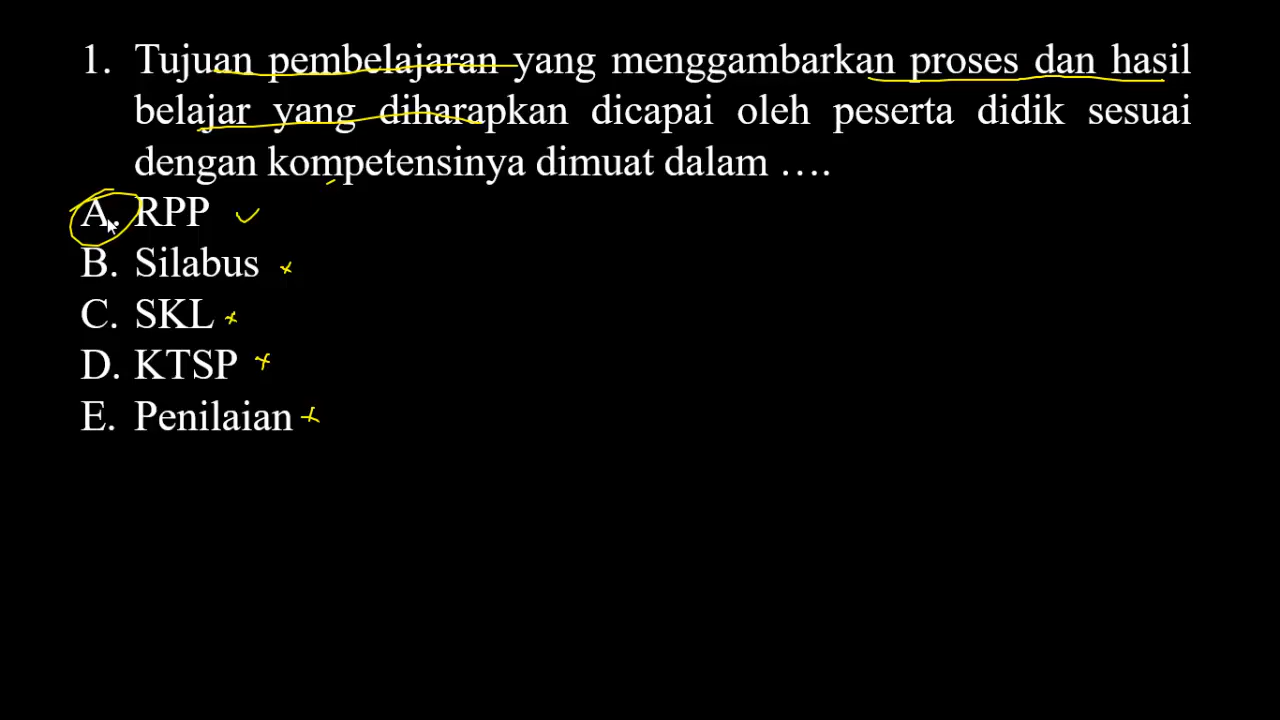 1. Tujuan pembelajaran yang menggambarkan proses dan hasil
belajar yang diharapkan dicapai oleh peserta didik sesuai
dengan kompetensinya dimuat dalam ….
A. RPP
B. Silabus
C. SKL
D. KTSP
E. Penilaian